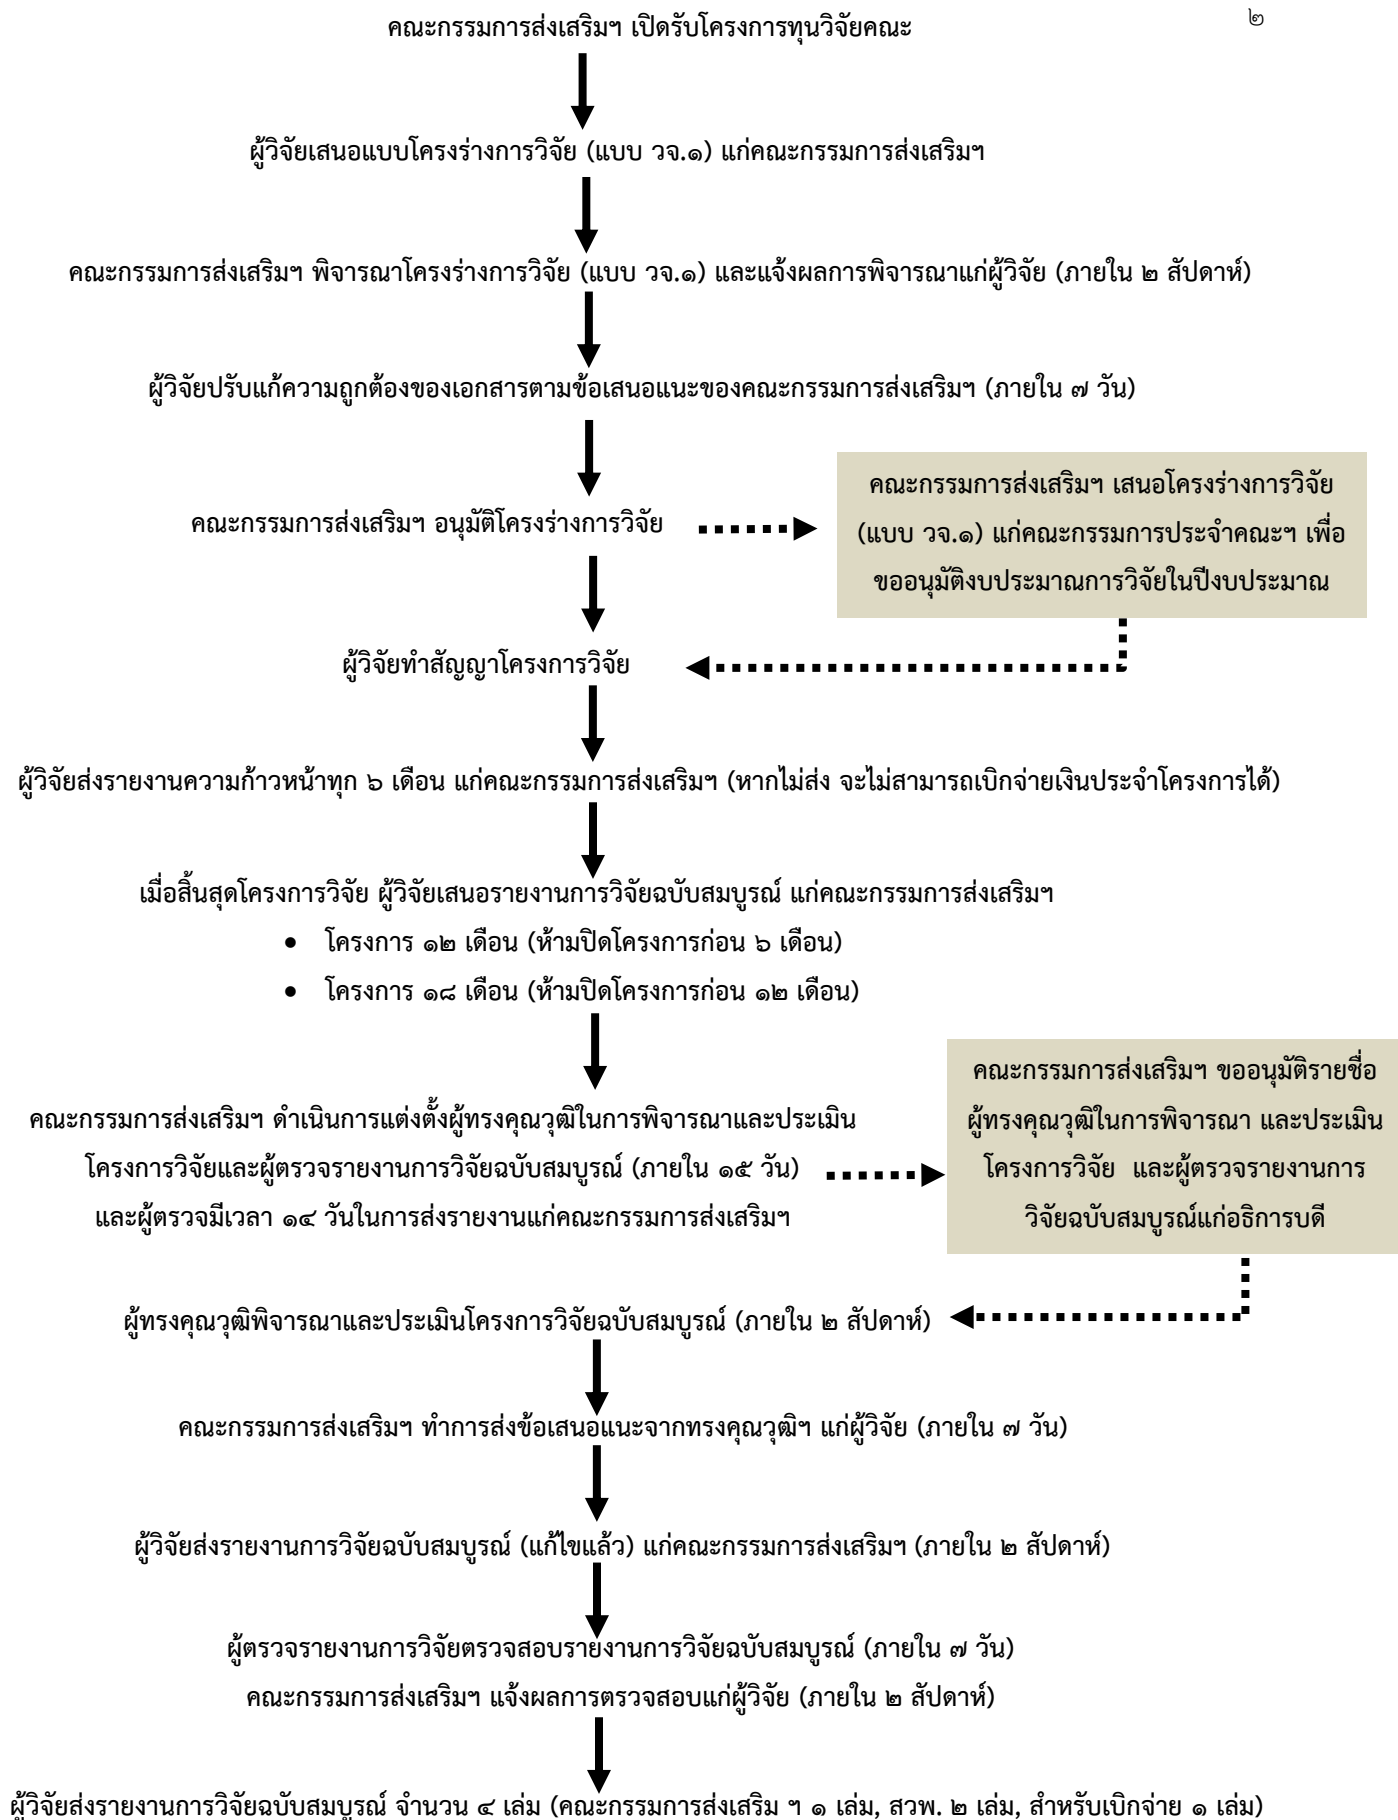 ๒
คณะกรรมการส่งเสริมฯ เปิดรับโครงการทุนวิจัยคณะ
ผู้วิจัยเสนอแบบโครงร่างการวิจัย (แบบ วจ.๑) แก่คณะกรรมการส่งเสริมฯ
คณะกรรมการส่งเสริมฯ พิจารณาโครงร่างการวิจัย (แบบ วจ.๑) และแจ้งผลการพิจารณาแก่ผู้วิจัย (ภายใน ๒ สัปดาห์)
ผู้วิจัยปรับแก้ความถูกต้องของเอกสารตามข้อเสนอแนะของคณะกรรมการส่งเสริมฯ (ภายใน ๗ วัน)
คณะกรรมการส่งเสริมฯ อนุมัติโครงร่างการวิจัย
คณะกรรมการส่งเสริมฯ เสนอโครงร่างการวิจัย
(แบบ วจ.๑) แก่คณะกรรมการประจำคณะฯ เพื่อ
ขออนุมัติงบประมาณการวิจัยในปีงบประมาณ
ผู้วิจัยทำสัญญาโครงการวิจัย
ผู้วิจัยส่งรายงานความก้าวหน้าทุก ๖ เดือน แก่คณะกรรมการส่งเสริมฯ (หากไม่ส่ง จะไม่สามารถเบิกจ่ายเงินประจำโครงการได้)
เมื่อสิ้นสุดโครงการวิจัย ผู้วิจัยเสนอรายงานการวิจัยฉบับสมบูรณ์ แก่คณะกรรมการส่งเสริมฯ
• โครงการ ๑๒ เดือน (ห้ามปิดโครงการก่อน ๖ เดือน)
• โครงการ ๑๘ เดือน (ห้ามปิดโครงการก่อน ๑๒ เดือน)
คณะกรรมการส่งเสริมฯ ดำเนินการแต่งตั้งผู้ทรงคุณวุฒิในการพิจารณาและประเมิน
โครงการวิจัยและผู้ตรวจรายงานการวิจัยฉบับสมบูรณ์ (ภายใน ๑๕ วัน)
และผู้ตรวจมีเวลา ๑๔ วันในการส่งรายงานแก่คณะกรรมการส่งเสริมฯ
คณะกรรมการส่งเสริมฯ ขออนุมัติรายชื่อ
ผู้ทรงคุณวุฒิในการพิจารณา และประเมิน
โครงการวิจัย และผู้ตรวจรายงานการ
วิจัยฉบับสมบูรณ์แก่อธิการบดี
ผู้ทรงคุณวุฒิพิจารณาและประเมินโครงการวิจัยฉบับสมบูรณ์ (ภายใน ๒ สัปดาห์)
คณะกรรมการส่งเสริมฯ ทำการส่งข้อเสนอแนะจากทรงคุณวุฒิฯ แก่ผู้วิจัย (ภายใน ๗ วัน)
ผู้วิจัยส่งรายงานการวิจัยฉบับสมบูรณ์ (แก้ไขแล้ว) แก่คณะกรรมการส่งเสริมฯ (ภายใน ๒ สัปดาห์)
ผู้ตรวจรายงานการวิจัยตรวจสอบรายงานการวิจัยฉบับสมบูรณ์ (ภายใน ๗ วัน)
คณะกรรมการส่งเสริมฯ แจ้งผลการตรวจสอบแก่ผู้วิจัย (ภายใน ๒ สัปดาห์)
ผู้วิจัยส่งรายงานการวิจัยฉบับสมบูรณ์ จำนวน ๔ เล่ม (คณะกรรมการส่งเสริม ฯ ๑ เล่ม, สวพ. ๒ เล่ม, สำหรับเบิกจ่าย ๑ เล่ม)